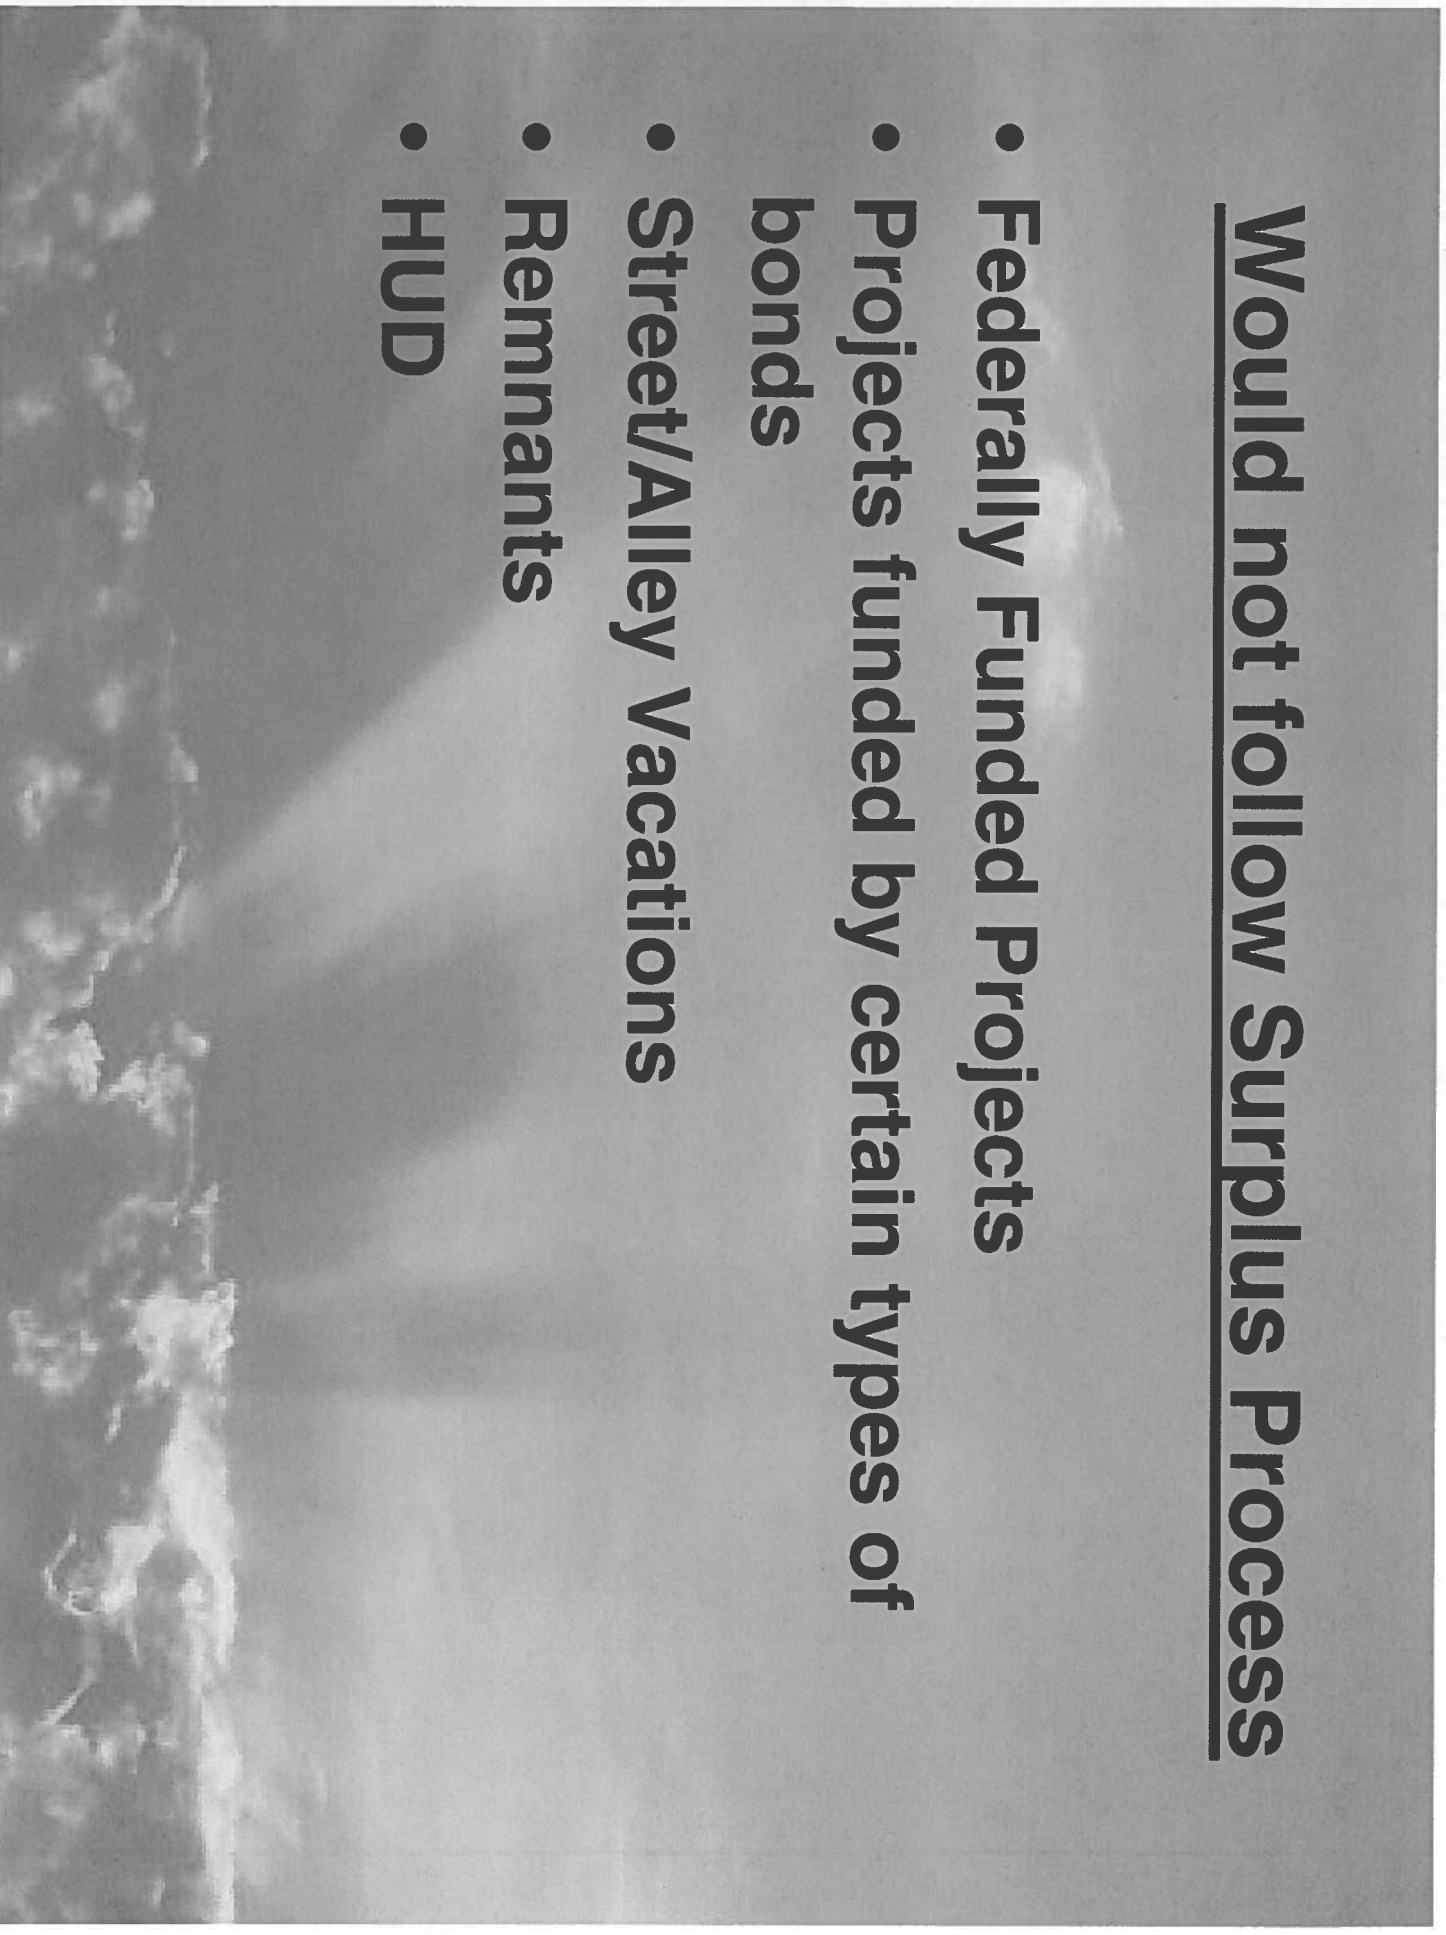 Would not follow Surplus Process
• Federally Funded Projects
• Projects funded by certain types of
bonds
• Street/Alley Vacations
• Remnants
• HUD